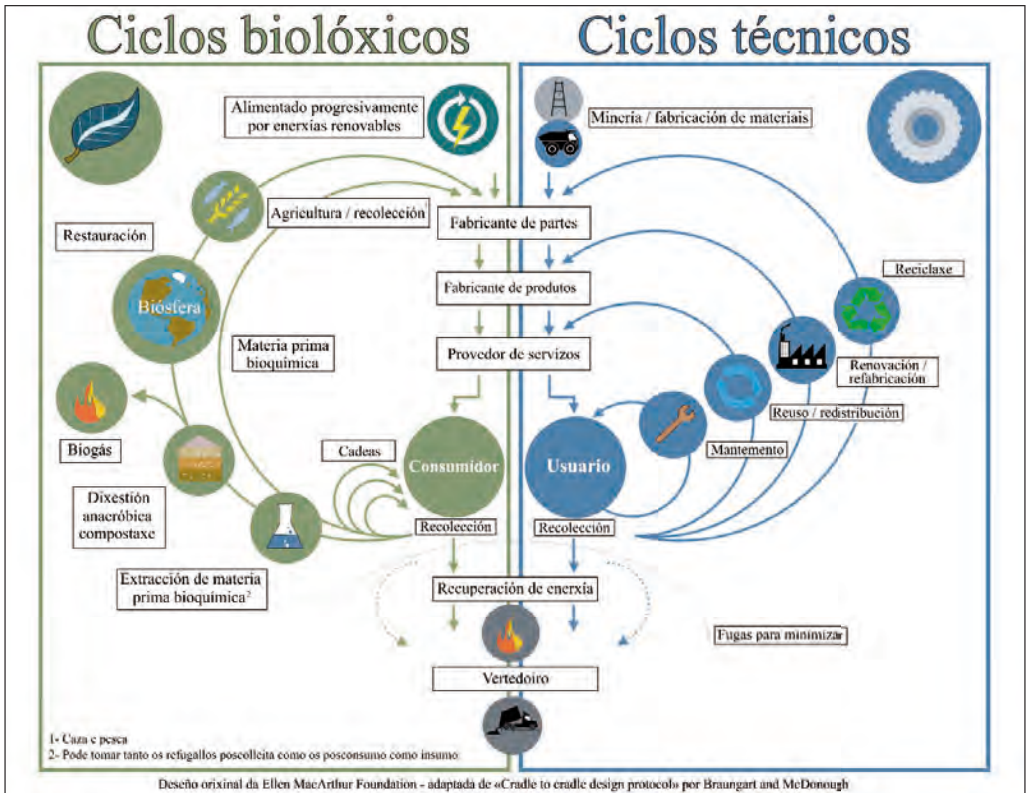 Ciclos biolóxicos
Ciclos técnicos
Alimentado progresivamente
por enerxías renovables
Minería / fabricación de materiais
Agricultura / recolección¹
Fabricante de partes
Restauración
Reciclaxe
Fabricante de produtos
Biósfera
Materia prima
bioquímica
Provedor de servizos
Renovación /
refabricación
Reuso / redistribución
Biogás
Cadeas
Mantemento
Consumidor
Usuario
Dixestión
anaeróbica
compostaxe
Recolección
Recolección
Extracción de materia
prima bioquímica²
Recuperación de enerxía
Fugas para minimizar
Vertedoiro
1- Caza e pesca
2- Pode tomar tanto os refugallos poscolleita como os posconsumo como insumo
Deseño orixinal da Ellen MacArthur Foundation - adaptada de «Cradle to cradle design protocol» por Braungart and McDonough